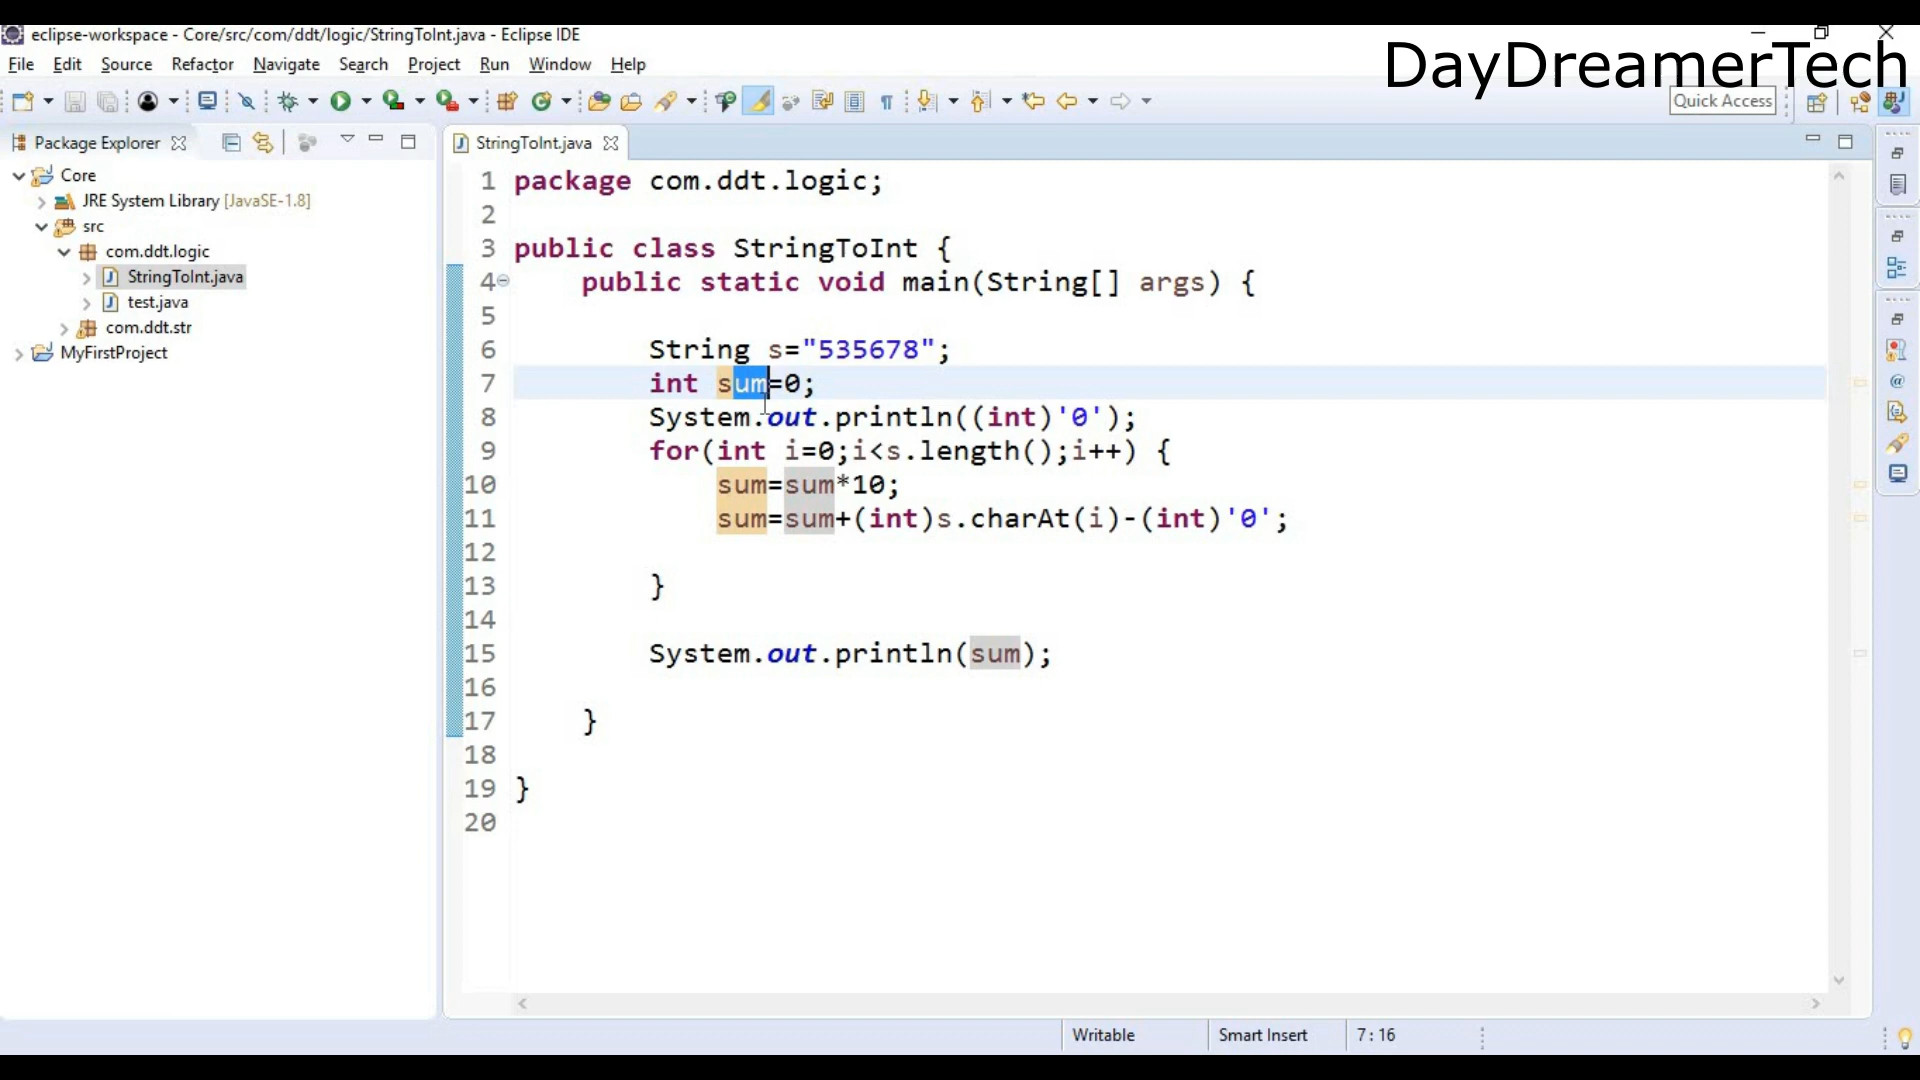 eclipse-workspace - Core/src/com/ddt/logic/StringToInt.java - Eclipse IDE
DayDreamerTech
File Edit Source Refactor Navigate Search Project Run Window Help
Quick Access
Package Explorer
StringToInt.java
Core
JRE System Library [JavaSE-1.8]
src
com.ddt.logic
StringToInt.java
test.java
com.ddt.str
MyFirstProject
1 package com.ddt.logic;
2
3 public class StringToInt {
4 public static void main(String[] args) {
5
6 String s="535678";
7 int sum=0;
8 System.out.println((int)'0');
9 for(int i=0;i<s.length();i++) {
10 sum=sum*10;
11 sum=sum+(int)s.charAt(i)-(int)'0';
12
13 }
14
15 System.out.println(sum);
16
17 }
18
19 }
20
Writable Smart Insert 7 : 16